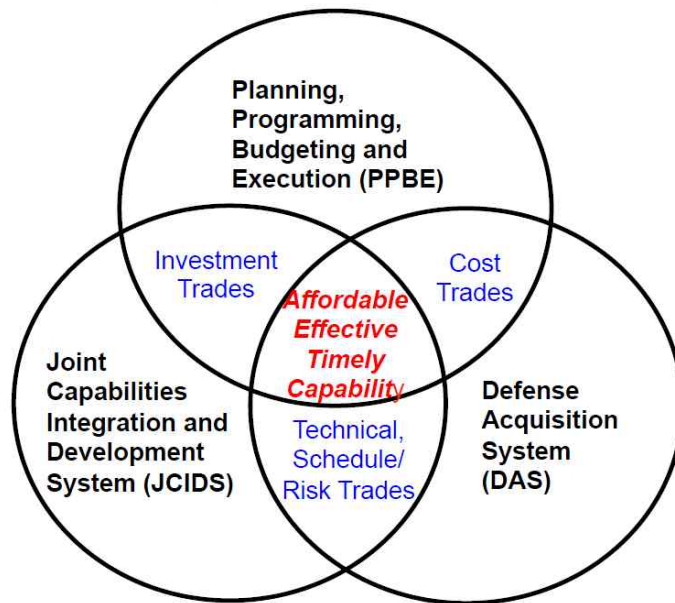 Planning,
Programming,
Budgeting and
Execution (PPBE)
Investment
Trades
Cost
Trades
Affordable
Effective
Timely
Capability
Joint
Capabilities
Integration and
Development
System (JCIDS)
Defense
Acquisition
System
(DAS)
Technical,
Schedule/
Risk Trades